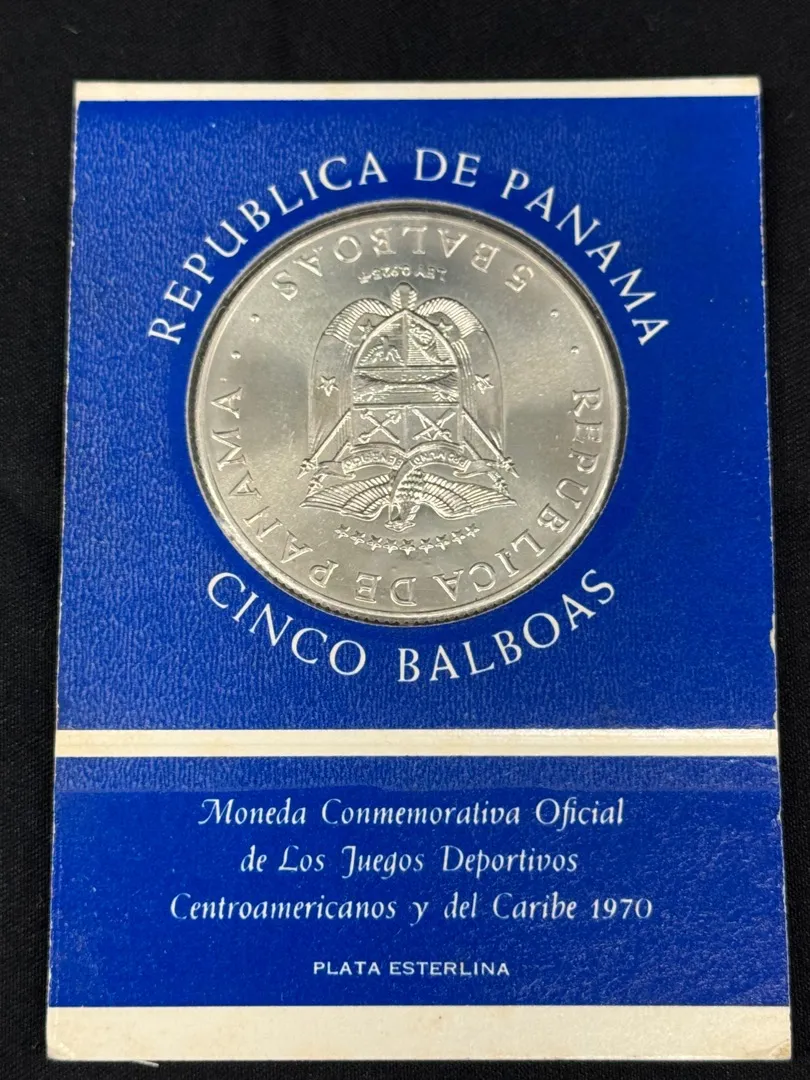 REPUBLICA DE PANAMA
5 BALBOAS
LEY 0.925
REPUBLICA DE PANAMA
CINCO BALBOAS
Moneda Conmemorativa Oficial
de Los Juegos Deportivos
Centroamericanos y del Caribe 1970
PLATA ESTERLINA